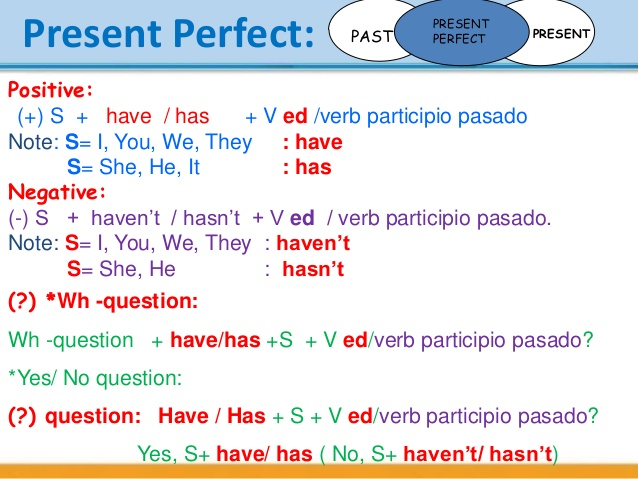 Present Perfect:
PAST
PRESENT
PERFECT
PRESENT
Positive:
(+) S + have / has + V ed /verb participio pasado
Note: S= I, You, We, They : have
S= She, He, It : has
Negative:
(-) S + haven’t / hasn’t + V ed / verb participio pasado.
Note: S= I, You, We, They : haven’t
S= She, He : hasn’t
(?) *Wh -question:
Wh -question + have/has +S + V ed/verb participio pasado?
*Yes/ No question:
(?) question: Have / Has + S + V ed/verb participio pasado?
Yes, S+ have/ has ( No, S+ haven’t/ hasn’t)